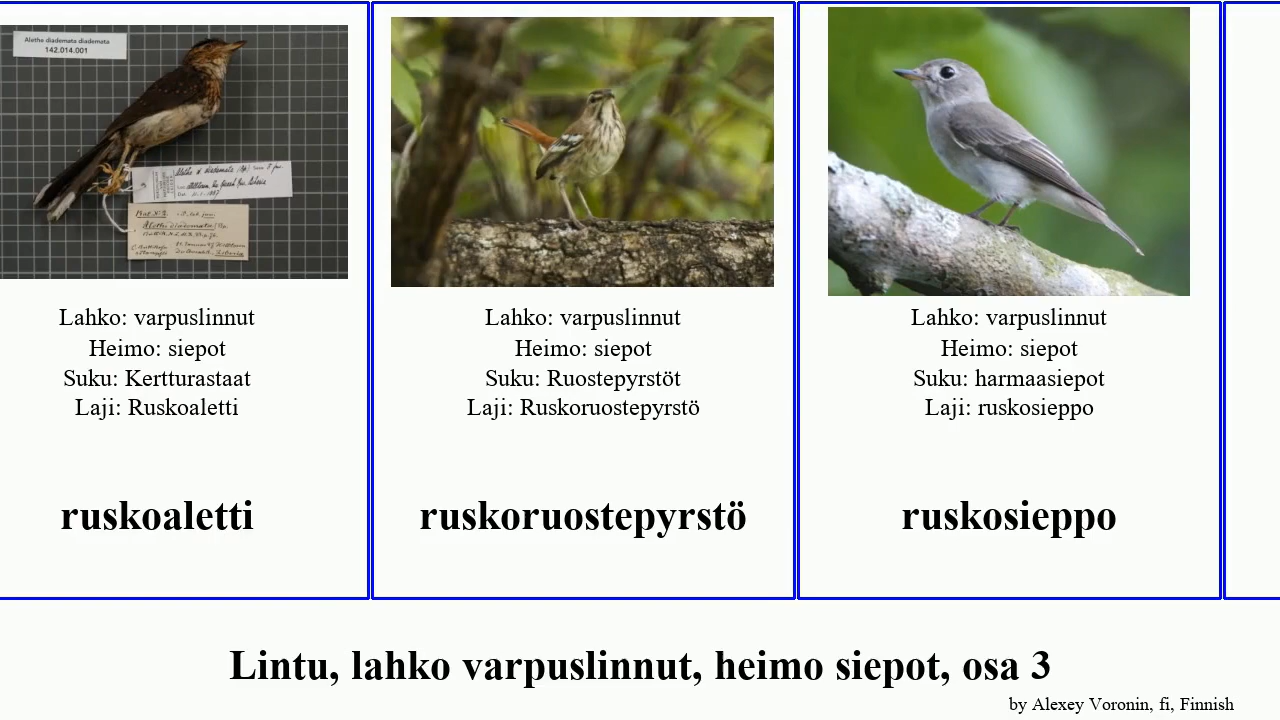 Alethe diademata diademata
142.014.001
Lahko: varpuslinnut
Heimo: siepot
Suku: Kertturastaat
Laji: Ruskoaletti
ruskoaletti
Lahko: varpuslinnut
Heimo: siepot
Suku: Ruostepyrstöt
Laji: Ruskoruostepyrstö
ruskoruostepyrstö
Lahko: varpuslinnut
Heimo: siepot
Suku: harmaasiepot
Laji: ruskosieppo
ruskosieppo
Lintu, lahko varpuslinnut, heimo siepot, osa 3
by Alexey Voronin, fi, Finnish